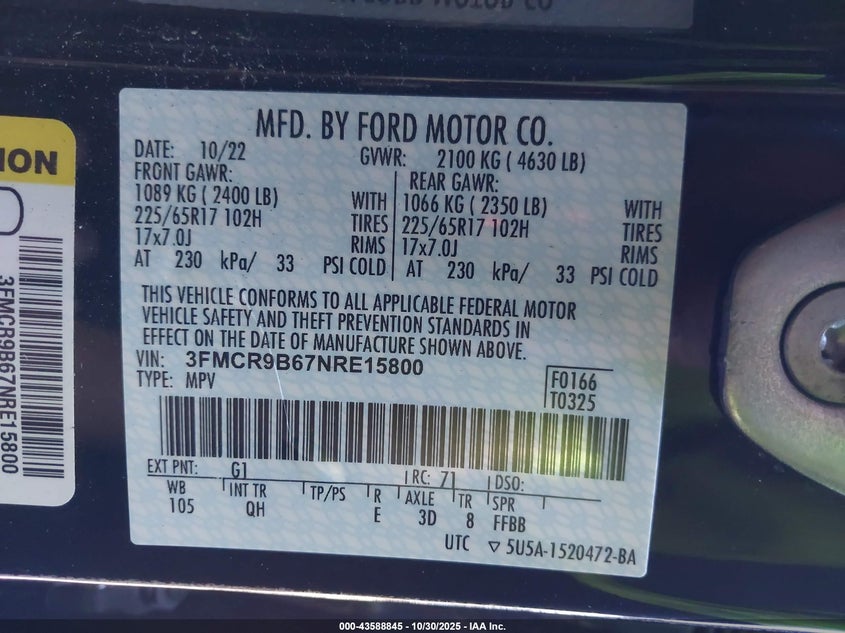 MFD. BY FORD MOTOR CO.
DATE: 10/22 GVWR: 2100 KG ( 4630 LB)
FRONT GAWR: REAR GAWR:
1089 KG ( 2400 LB) WITH 1066 KG ( 2350 LB) WITH
225/65R17 102H TIRES 225/65R17 102H TIRES
17x7.0J RIMS 17x7.0J RIMS
AT 230 kPa/ 33 PSI COLD AT 230 kPa/ 33 PSI COLD
THIS VEHICLE CONFORMS TO ALL APPLICABLE FEDERAL MOTOR
VEHICLE SAFETY AND THEFT PREVENTION STANDARDS IN
EFFECT ON THE DATE OF MANUFACTURE SHOWN ABOVE.
VIN: 3FMCR9B67NRE15800
TYPE: MPV
F0166
T0325
EXT PNT: G1 RC: 71 DSO:
WB INT TR TP/PS R AXLE TR SPR
105 QH E 3D 8 FFBB
UTC ▽ 5U5A-1520472-BA
ION
3FMCR9B67NRE15800
000-43588845 - 10/30/2025 - IAA Inc.